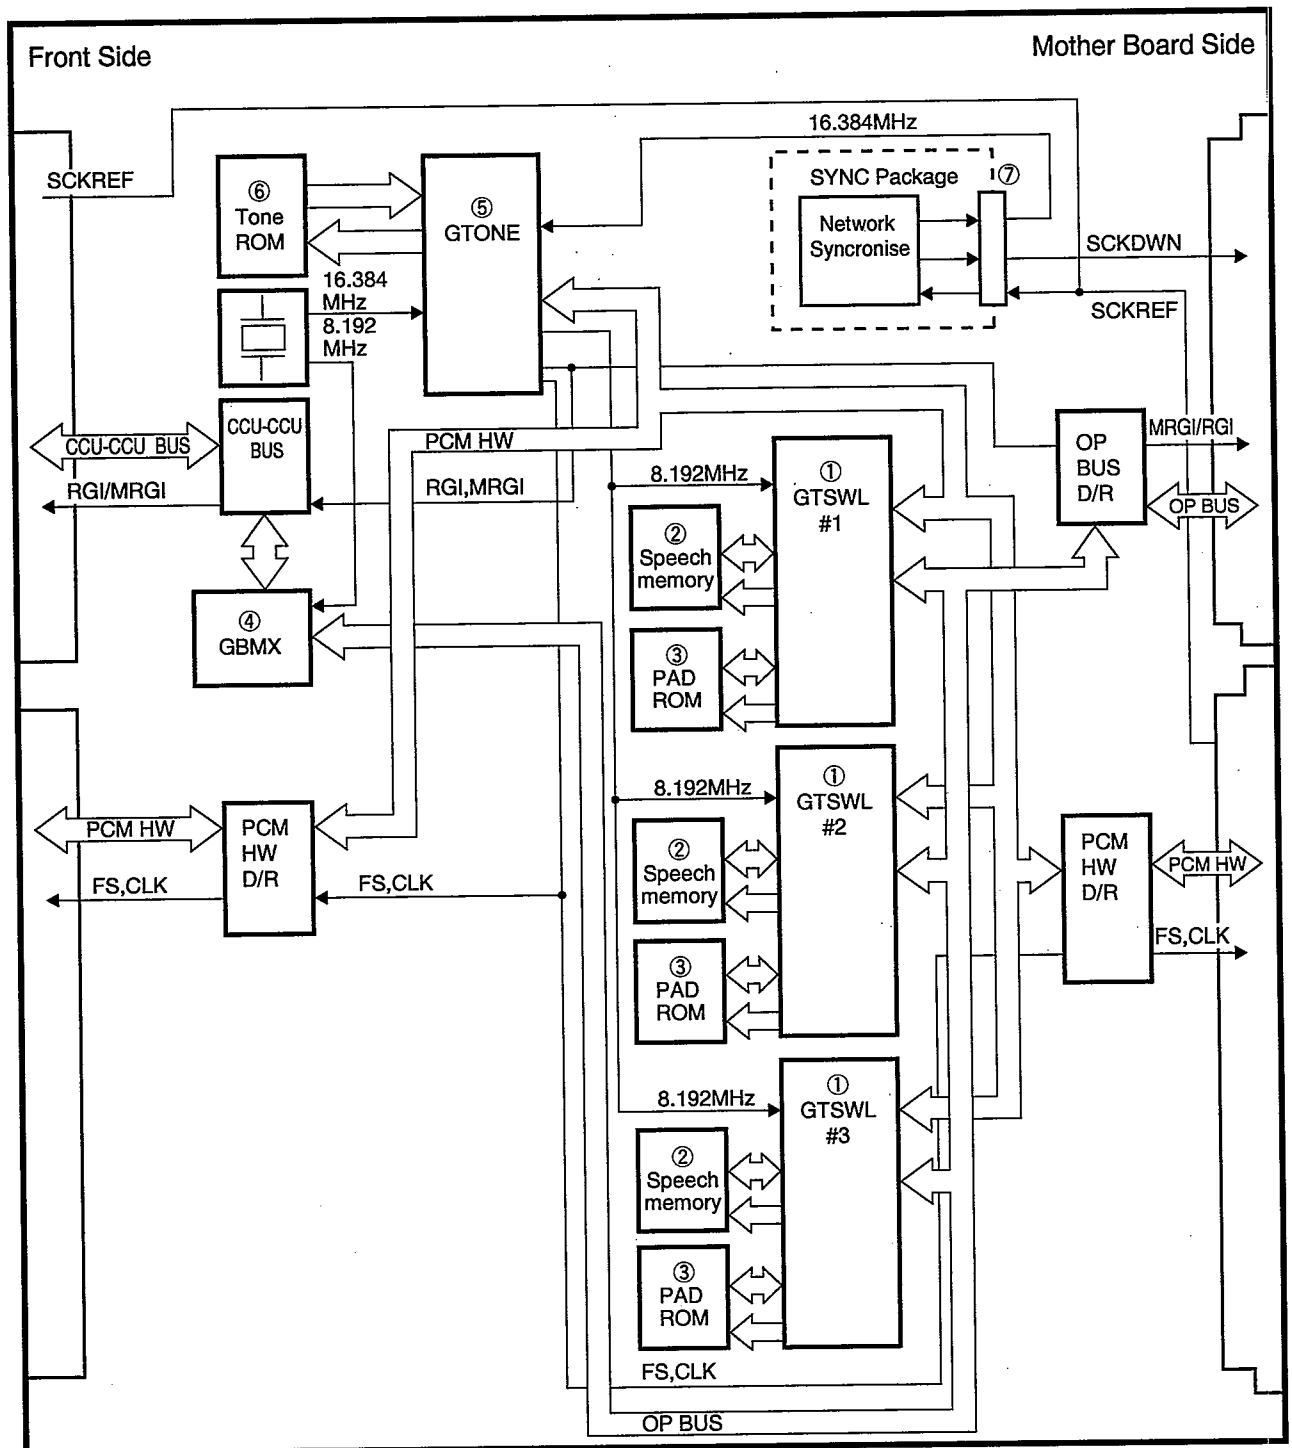 Front Side
Mother Board Side
16.384MHz
SCKREF
⑥
Tone
ROM
⑤
GTONE
SYNC Package
⑦
Network
Syncronise
SCKDWN
SCKREF
16.384
MHz
8.192
MHz
CCU-CCU
BUS
CCU-CCU BUS
RGI/MRGI
PCM HW
RGI,MRGI
④
GBMX
8.192MHz
①
GTSWL
#1
②
Speech
memory
③
PAD
ROM
OP
BUS
D/R
MRGI/RGI
OP BUS
8.192MHz
①
GTSWL
#2
②
Speech
memory
③
PAD
ROM
PCM HW
FS,CLK
PCM
HW
D/R
FS,CLK
PCM
HW
D/R
PCM HW
FS,CLK
8.192MHz
①
GTSWL
#3
②
Speech
memory
③
PAD
ROM
FS,CLK
OP BUS